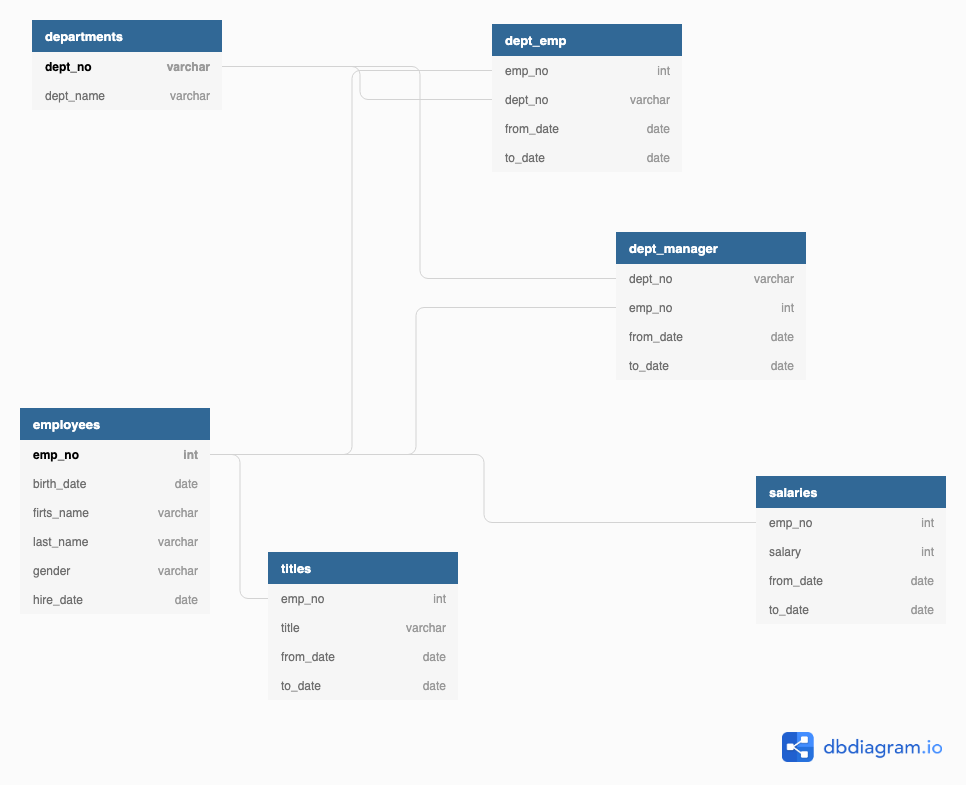 departments
dept_no varchar
dept_name varchar
dept_emp
emp_no int
dept_no varchar
from_date date
to_date date
dept_manager
dept_no varchar
emp_no int
from_date date
to_date date
employees
emp_no int
birth_date date
firts_name varchar
last_name varchar
gender varchar
hire_date date
titles
emp_no int
title varchar
from_date date
to_date date
salaries
emp_no int
salary int
from_date date
to_date date
dbdiagram.io